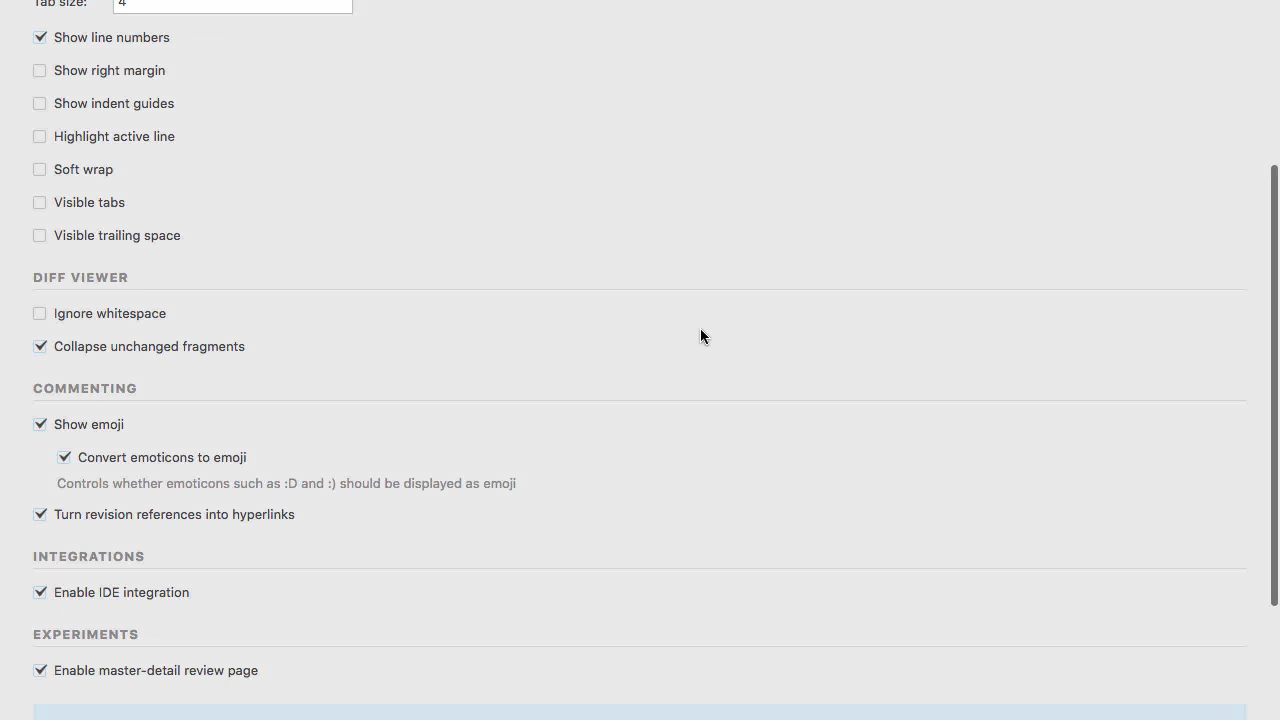 Tab size: 4
Show line numbers
Show right margin
Show indent guides
Highlight active line
Soft wrap
Visible tabs
Visible trailing space
DIFF VIEWER
Ignore whitespace
Collapse unchanged fragments
COMMENTING
Show emoji
Convert emoticons to emoji
Controls whether emoticons such as :D and :) should be displayed as emoji
Turn revision references into hyperlinks
INTEGRATIONS
Enable IDE integration
EXPERIMENTS
Enable master-detail review page